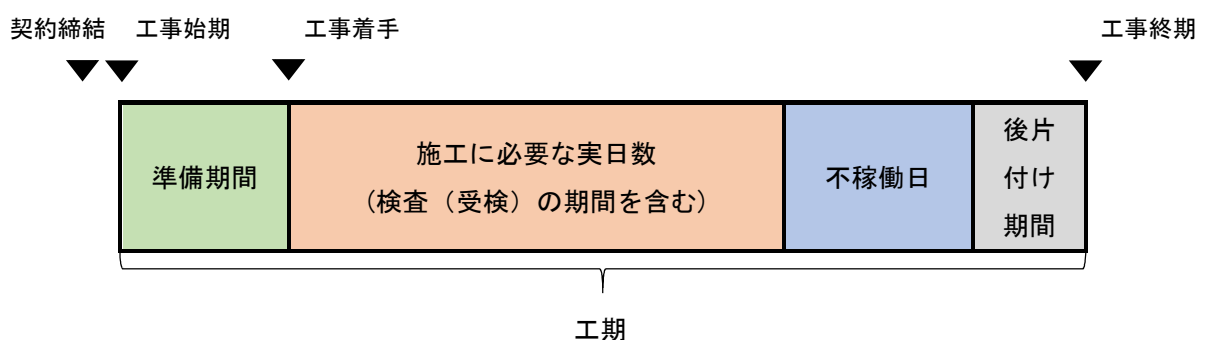 契約締結 工事始期 工事着手 工事終期
準備期間
施工に必要な実日数
(検査(受検)の期間を含む)
不稼働日
後片
付け
期間
工期